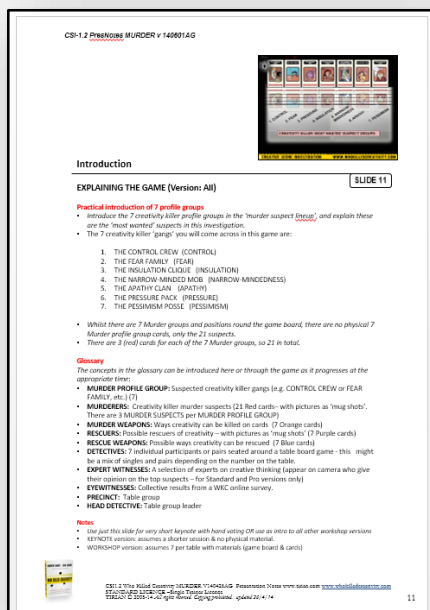 CSI-1.2 PresNotes MURDER v 140601AG
CREATIVITY KILLER MOST WANTED SUSPECT GROUPS
CREATIVE SCENE INVESTIGATION WWW.WHOKILLEDCREATIVITY.COM
Introduction
SLIDE 11
EXPLAINING THE GAME (Version: All)
Practical introduction of 7 profile groups
• Introduce the 7 creativity killer profile groups in the 'murder suspect lineup', and explain these
are the 'most wanted' suspects in this investigation.
• The 7 creativity killer 'gangs' you will come across in this game are:
1. THE CONTROL CREW (CONTROL)
2. THE FEAR FAMILY (FEAR)
3. THE INSULATION CLIQUE (INSULATION)
4. THE NARROW-MINDED MOB (NARROW-MINDEDNESS)
5. THE APATHY CLAN (APATHY)
6. THE PRESSURE PACK (PRESSURE)
7. THE PESSIMISM POSSE (PESSIMISM)
• Whilst there are 7 Murder groups and positions round the game board, there are no physical 7
Murder profile group cards, only the 21 suspects.
• There are 3 (red) cards for each of the 7 Murder groups, so 21 in total.
Glossary
The concepts in the glossary can be introduced here or through the game as it progresses at the
appropriate time:
• MURDER PROFILE GROUP: Suspected creativity killer gangs (e.g. CONTROL CREW or FEAR
FAMILY, etc.) (7)
• MURDERERS: Creativity killer murder suspects (21 Red cards– with pictures as 'mug shots'.
There are 3 MURDER SUSPECTS per MURDER PROFILE GROUP)
• MURDER WEAPONS: Ways creativity can be killed on cards (7 Orange cards)
• RESCUERS: Possible rescuers of creativity – with pictures as 'mug shots' (7 Purple cards)
• RESCUE WEAPONS: Possible ways creativity can be rescued (7 Blue cards)
• DETECTIVES: 7 individual participants or pairs seated around a table board game - this might
be a mix of singles and pairs depending on the number on the table.
• EXPERT WITNESSES: A selection of experts on creative thinking (appear on camera who give
their opinion on the top suspects – for Standard and Pro versions only)
• EYEWITNESSES: Collective results from a WKC online survey.
• PRECINCT: Table group
• HEAD DETECTIVE: Table group leader
Notes
• Use just this slide for very short keynote with hand voting OR use as intro to all other workshop versions
• KEYNOTE version: assumes a shorter session & no physical material.
• WORKSHOP version: assumes 7 per table with materials (game board & cards)
11